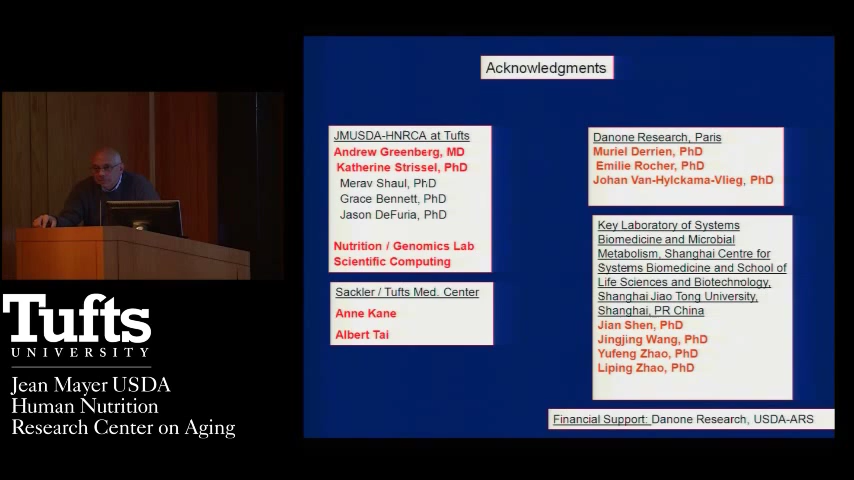 Acknowledgments
JMUSDA-HNRCA at Tufts
Andrew Greenberg, MD
Katherine Strissel, PhD
Merav Shaul, PhD
Grace Bennett, PhD
Jason DeFuria, PhD
Nutrition / Genomics Lab
Scientific Computing
Sackler / Tufts Med. Center
Anne Kane
Albert Tai
Danone Research, Paris
Muriel Derrien, PhD
Emilie Rocher, PhD
Johan Van-Hylckama-Vlieg, PhD
Key Laboratory of Systems
Biomedicine and Microbial
Metabolism, Shanghai Centre for
Systems Biomedicine and School of
Life Sciences and Biotechnology,
Shanghai Jiao Tong University,
Shanghai, PR China
Jian Shen, PhD
Jingjing Wang, PhD
Yufeng Zhao, PhD
Liping Zhao, PhD
Financial Support: Danone Research, USDA-ARS
Tufts
UNIVERSITY
Jean Mayer USDA
Human Nutrition
Research Center on Aging